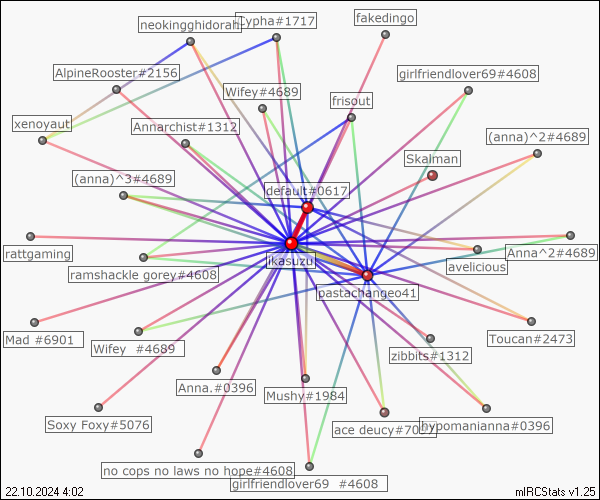 neokingghidorah
Cypha#1717
fakedingo
AlpineRooster#2156
girlfriendlover69#4608
Wifey#4689
frisout
xenoyaut
Annarchist#1312
(anna)^2#4689
Skalman
(anna)^3#4689
default#0617
rattgaming
ikasuzu
Anna^2#4689
ramshackle gorey#4608
avelicious
pastachangeo41
Mad #6901
Wifey #4689
zibbits#1312
Toucan#2473
Anna.#0396
Mushy#1984
Soxy Foxy#5076
ace deucy#7077
hypomanianna#0396
no cops no laws no hope#4608
girlfriendlover69 #4608
22.10.2024 4:02
mIRCStats v1.25